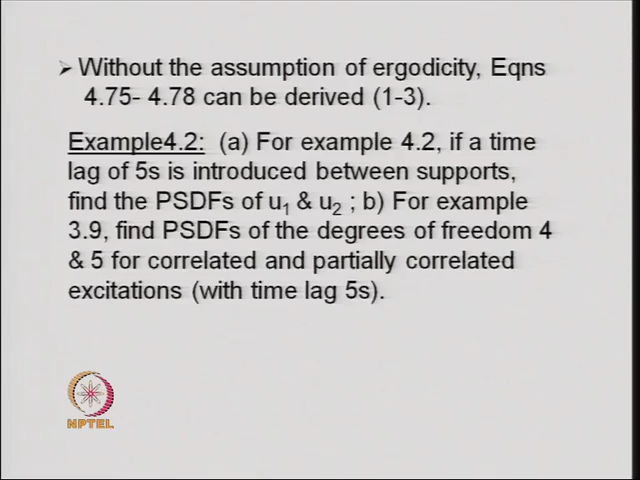 ➢ Without the assumption of ergodicity, Eqns
4.75- 4.78 can be derived (1-3).
Example4.2: (a) For example 4.2, if a time
lag of 5s is introduced between supports,
find the PSDFs of u₁ & u₂ ; b) For example
3.9, find PSDFs of the degrees of freedom 4
& 5 for correlated and partially correlated
excitations (with time lag 5s).
NPTEL